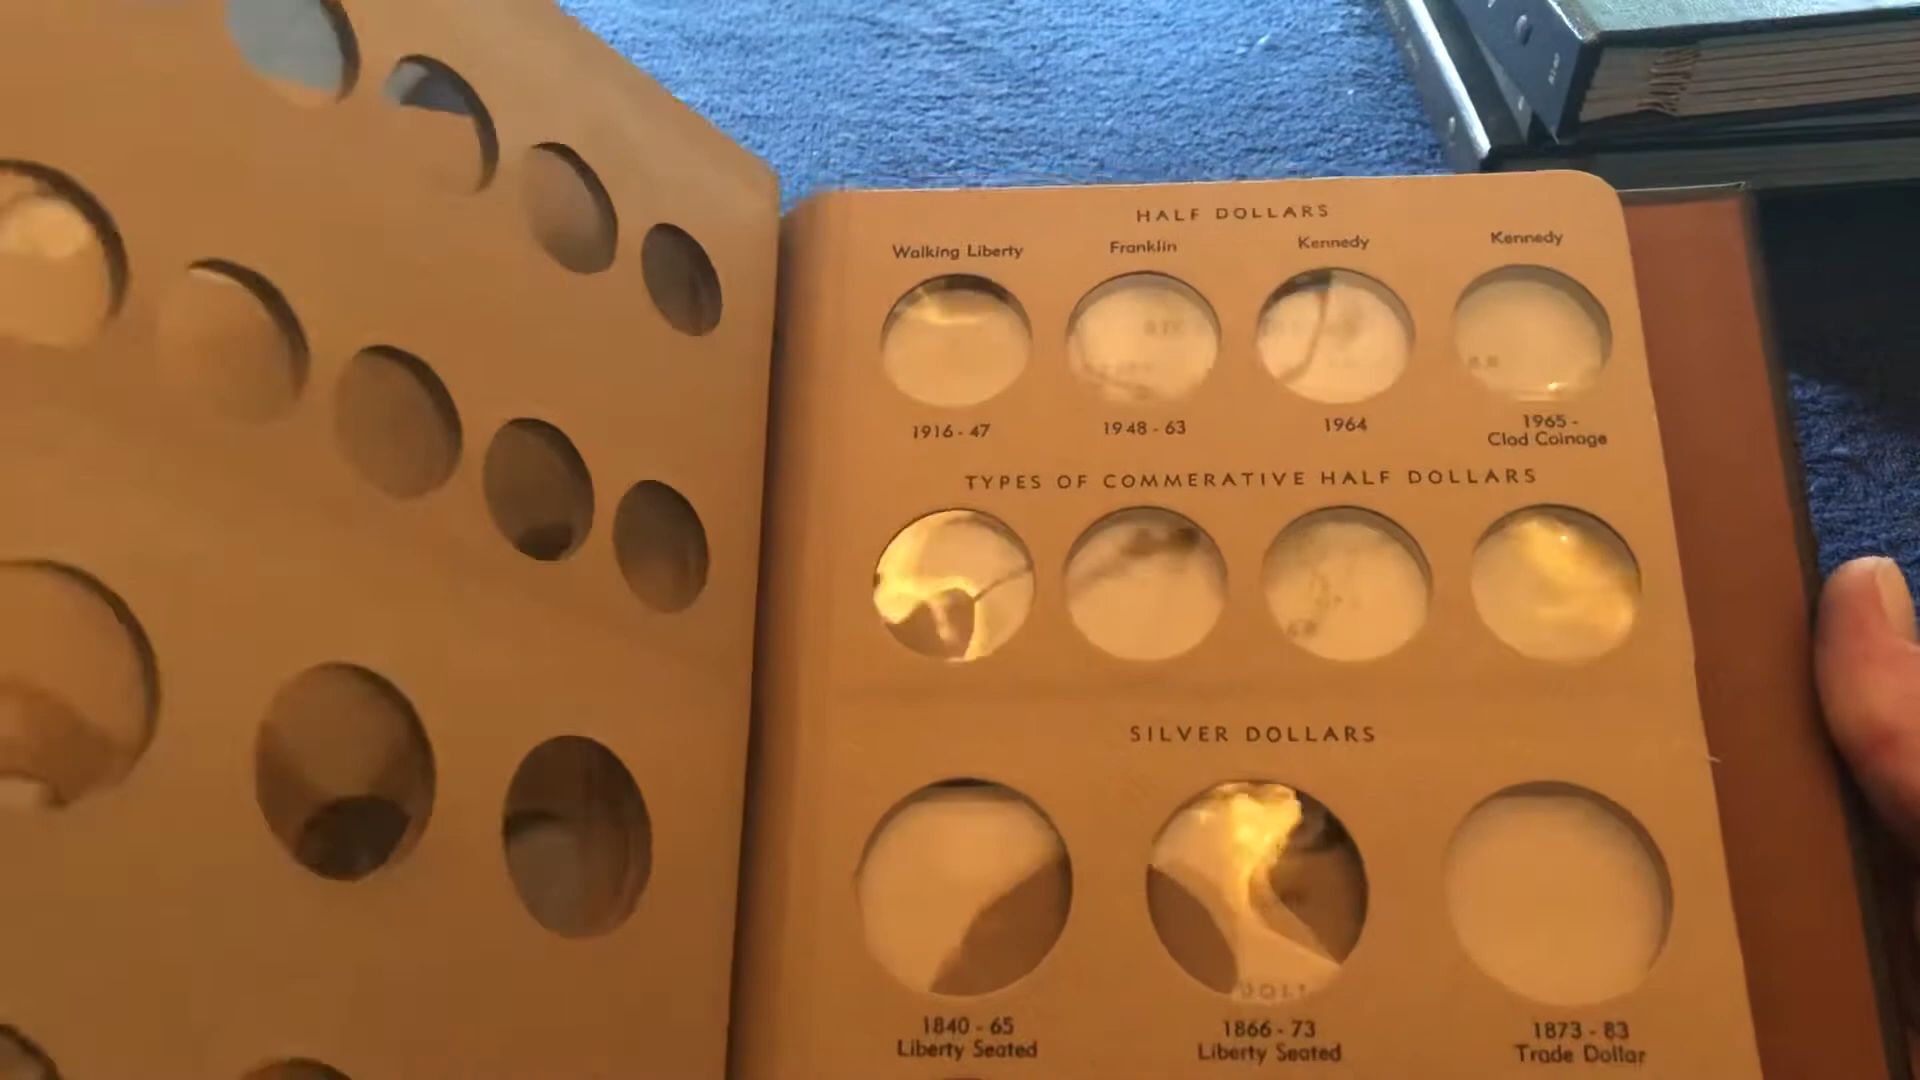 HALF DOLLARS
Walking Liberty Franklin Kennedy Kennedy
1916 - 47 1948 - 63 1964 1965 -
Clad Coinage
TYPES OF COMMERATIVE HALF DOLLARS
SILVER DOLLARS
1840 - 65 1866 - 73 1873 - 83
Liberty Seated Liberty Seated Trade Dollar